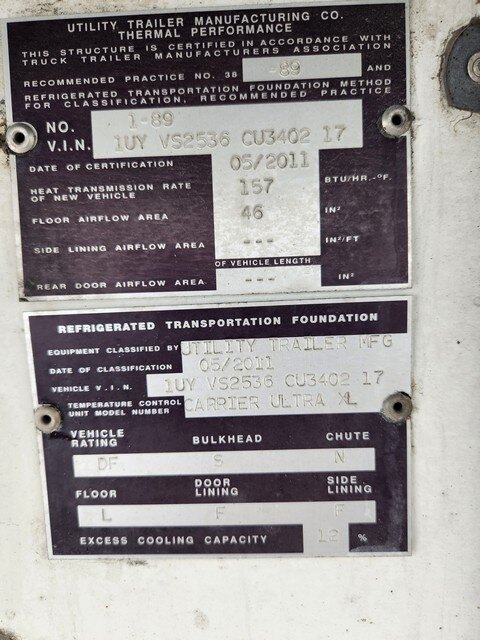 UTILITY TRAILER MANUFACTURING CO.
THERMAL PERFORMANCE
THIS STRUCTURE IS CERTIFIED IN ACCORDANCE WITH
TRUCK TRAILER MANUFACTURERS ASSOCIATION
RECOMMENDED PRACTICE NO. 38 -89 AND
REFRIGERATED TRANSPORTATION FOUNDATION METHOD
FOR CLASSIFICATION, RECOMMENDED PRACTICE
NO. 1-89
V.I.N. 1UY VS2536 CU3402 17
DATE OF CERTIFICATION 05/2011
HEAT TRANSMISSION RATE
OF NEW VEHICLE 157 BTU/HR.-°F.
FLOOR AIRFLOW AREA 46 IN²
SIDE LINING AIRFLOW AREA --- IN²/FT
OF VEHICLE LENGTH
REAR DOOR AIRFLOW AREA --- IN²
REFRIGERATED TRANSPORTATION FOUNDATION
EQUIPMENT CLASSIFIED BY UTILITY TRAILER MFG
DATE OF CLASSIFICATION 05/2011
VEHICLE V.I.N. 1UY VS2536 CU3402 17
TEMPERATURE CONTROL
UNIT MODEL NUMBER CARRIER ULTRA XL
VEHICLE
RATING BULKHEAD CHUTE
DF S N
FLOOR DOOR
LINING SIDE
LINING
L F F
EXCESS COOLING CAPACITY 12 %